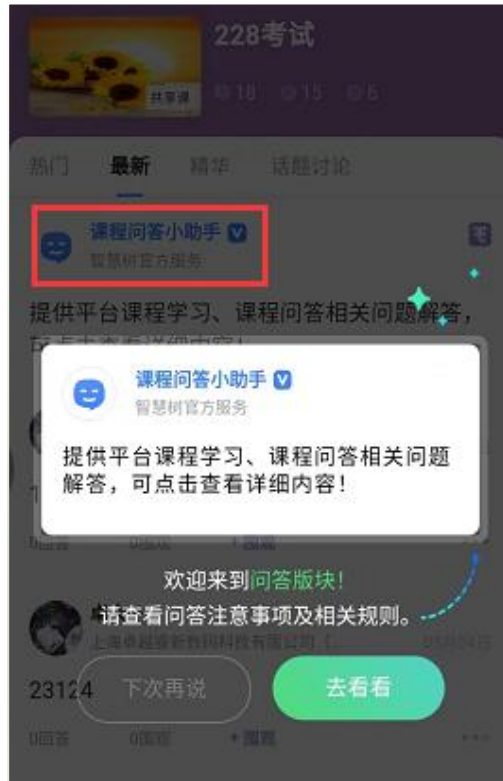 228考试
共享课
18 15 6
热门 最新 精华 话题讨论
课程问答小助手
智慧树官方服务
提供平台课程学习、课程问答相关问题解答，
课程问答小助手
智慧树官方服务
提供平台课程学习、课程问答相关问题
解答，可点击查看详细内容！
欢迎来到问答版块！
请查看问答注意事项及相关规则。
23124
下次再说 去看看
0回答 0围观 +围观